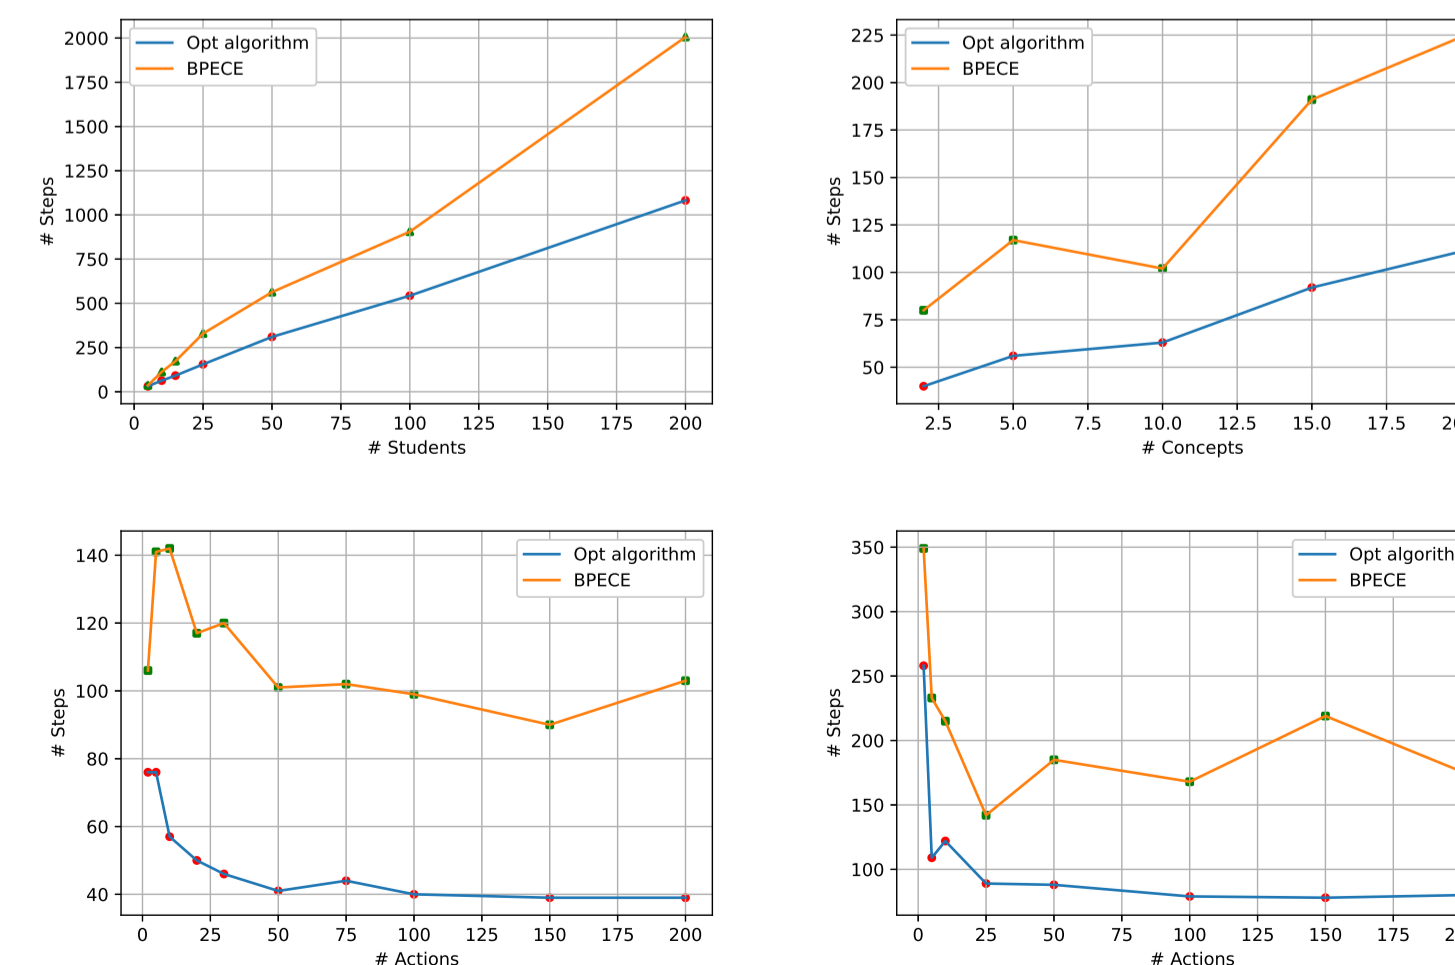 Opt algorithm
BPECE
# Steps
2000
1750
1500
1250
1000
750
500
250
0
0 25 50 75 100 125 150 175 200
# Students
Opt algorithm
BPECE
# Steps
225
200
175
150
125
100
75
50
2.5 5.0 7.5 10.0 12.5 15.0 17.5
# Concepts
Opt algorithm
BPECE
# Steps
140
120
100
80
60
40
0 25 50 75 100 125 150 175 200
# Actions
Opt algorith
BPECE
# Steps
350
300
250
200
150
100
0 25 50 75 100 125 150 175
# Actions